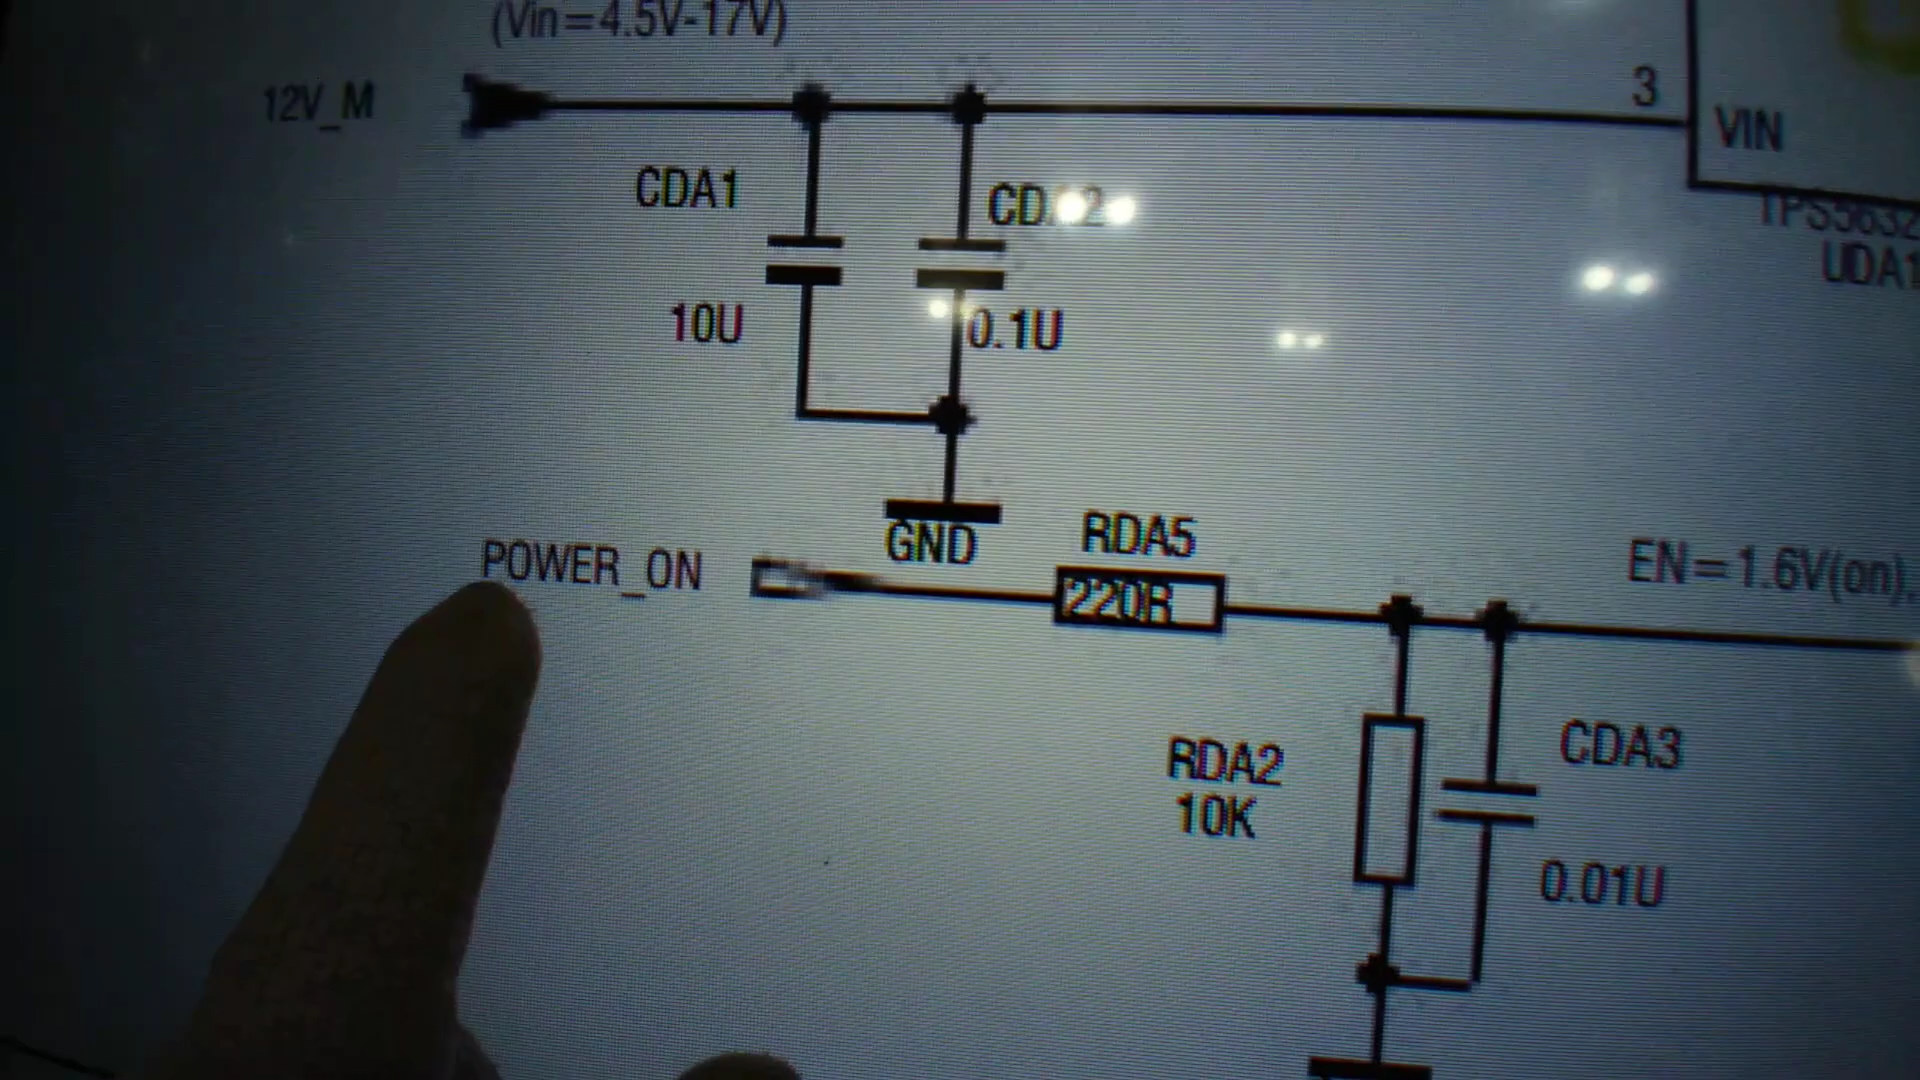 (Vin=4.5V-17V)
12V_M
3
VIN
CDA1
UDA1
10U
0.1U
GND
RDA5
POWER_ON
220R
EN=1.6V(on),
RDA2
10K
CDA3
0.01U